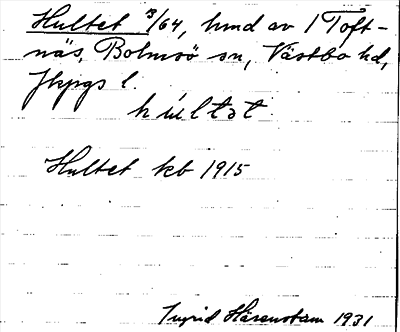 Hultet 3/64, hmd av 1 Toft-
näs, Bolmsö sn, Västbo hd,
Jkpgs l.
hùltət
Hultet kb 1915
Ingrid Härenstam 1931